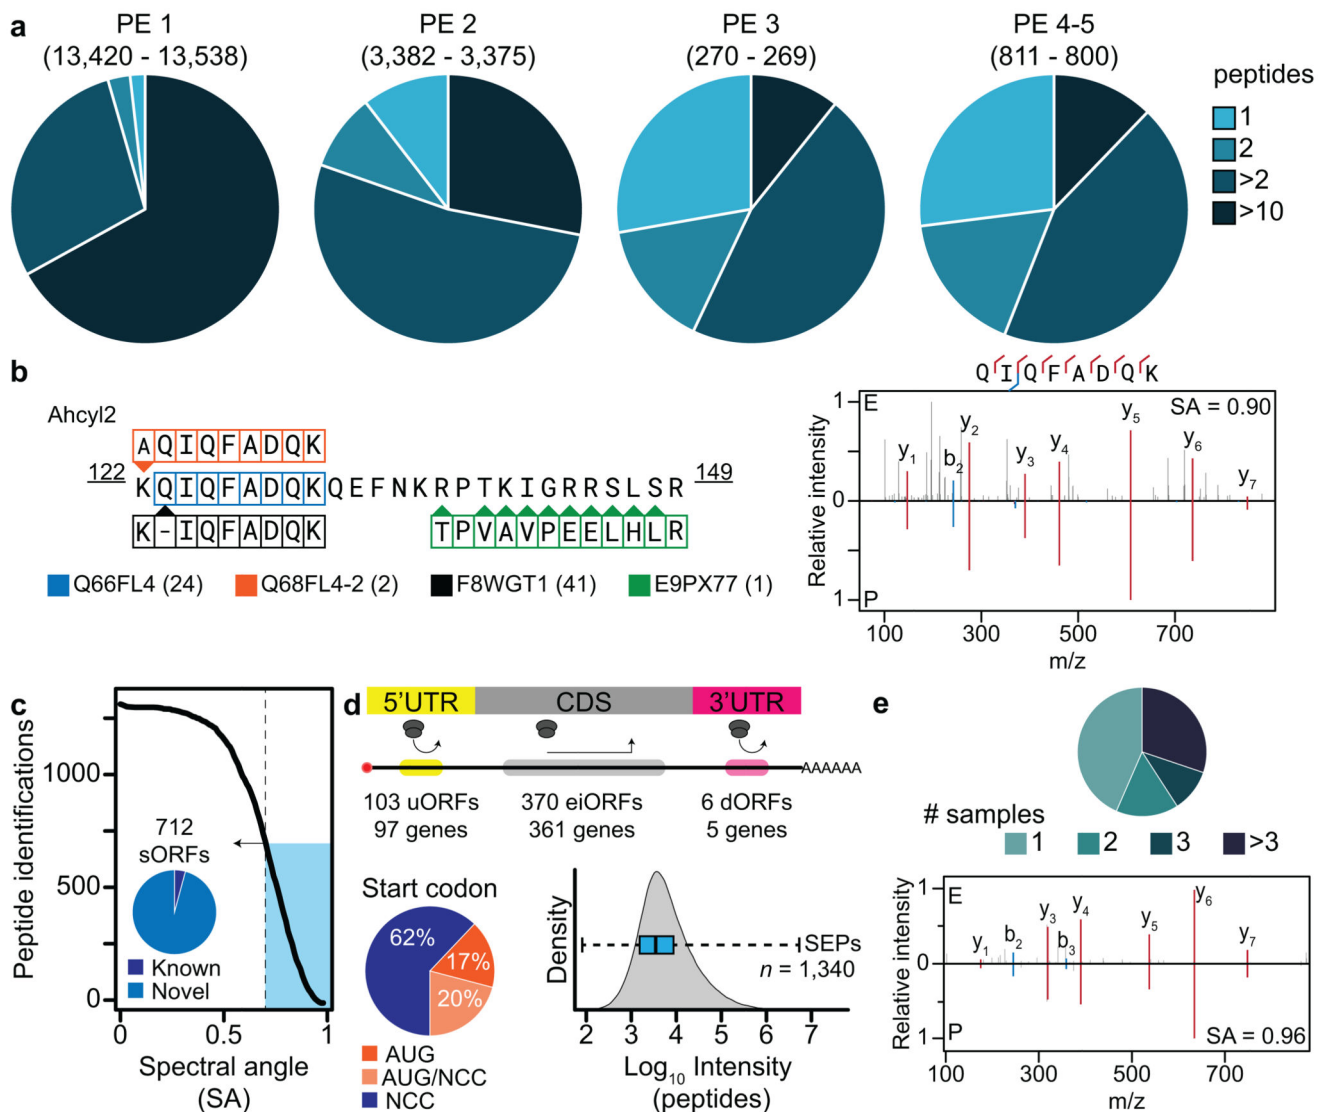 a
PE 1
(13,420 - 13,538)
PE 2
(3,382 - 3,375)
PE 3
(270 - 269)
PE 4-5
(811 - 800)
peptides
1
2
>2
>10
b
Ahcyl2
AQIQFADQK
122 KQIQFADQKQEFNKRPTKIGRRSLSR 149
K-IQFADQK
TPVAVPEELHLR
Q66FL4 (24)
Q68FL4-2 (2)
F8WGT1 (41)
E9PX77 (1)
QIQFADQK
E
SA = 0.90
y1
b2
y2
y3
y4
y5
y6
y7
P
1
0
1
Relative intensity
100
300
500
700
m/z
c
Peptide identifications
1000
500
0
712
sORFs
Known
Novel
0
0.5
1
Spectral angle
(SA)
d
5'UTR
CDS
3'UTR
AAAAAA
103 uORFs
97 genes
370 eiORFs
361 genes
6 dORFs
5 genes
Start codon
62%
17%
20%
AUG
AUG/NCC
NCC
Density
SEPs
n = 1,340
2
3
4
5
6
7
Log10 Intensity
(peptides)
e
# samples
1
2
3
>3
E
y1
b2
y3
b3
y4
y5
y6
y7
P
SA = 0.96
1
0
1
Relative intensity
100
300
500
700
m/z